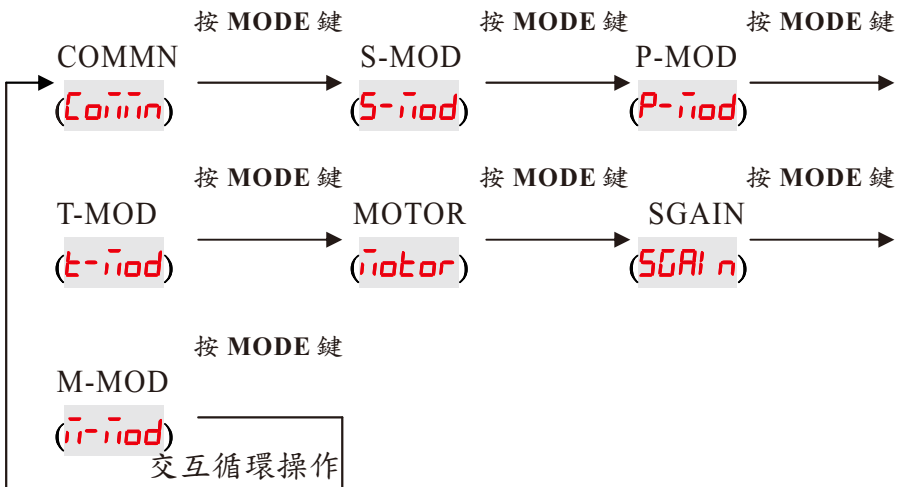 按 MODE 鍵 按 MODE 鍵 按 MODE 鍵
COMMN S-MOD P-MOD
(Commn) (S-mod) (P-mod)
按 MODE 鍵 按 MODE 鍵 按 MODE 鍵
T-MOD MOTOR SGAIN
(t-mod) (motor) (SGAIn)
按 MODE 鍵
M-MOD
(m-mod)
交互循環操作